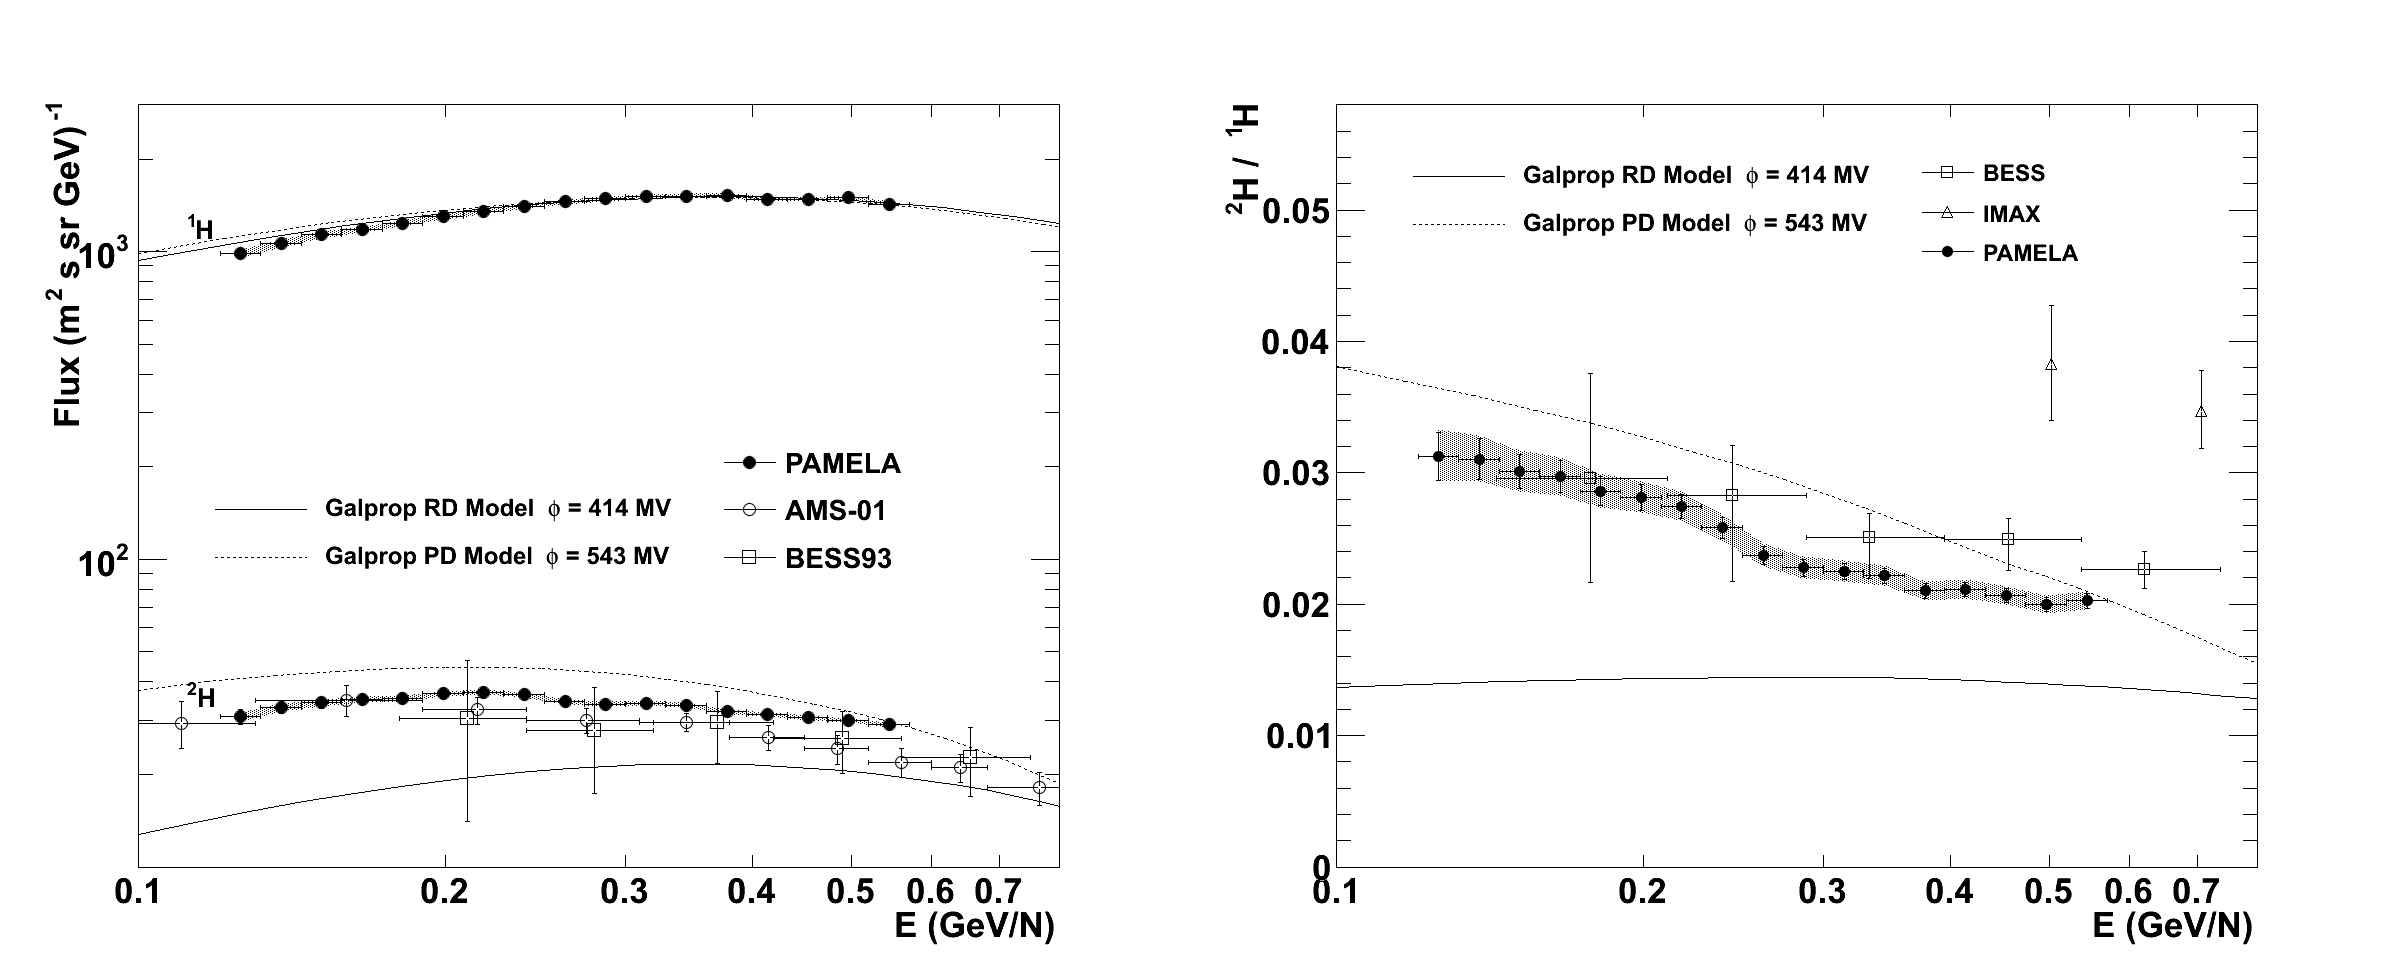 Flux (m² s sr GeV)⁻¹
10³
10²
¹H
²H
PAMELA
AMS-01
BESS93
Galprop RD Model ϕ = 414 MV
Galprop PD Model ϕ = 543 MV
0.1 0.2 0.3 0.4 0.5 0.6 0.7
E (GeV/N)
²H / ¹H
0.05
0.04
0.03
0.02
0.01
0
Galprop RD Model ϕ = 414 MV
Galprop PD Model ϕ = 543 MV
BESS
IMAX
PAMELA
0.1 0.2 0.3 0.4 0.5 0.6 0.7
E (GeV/N)